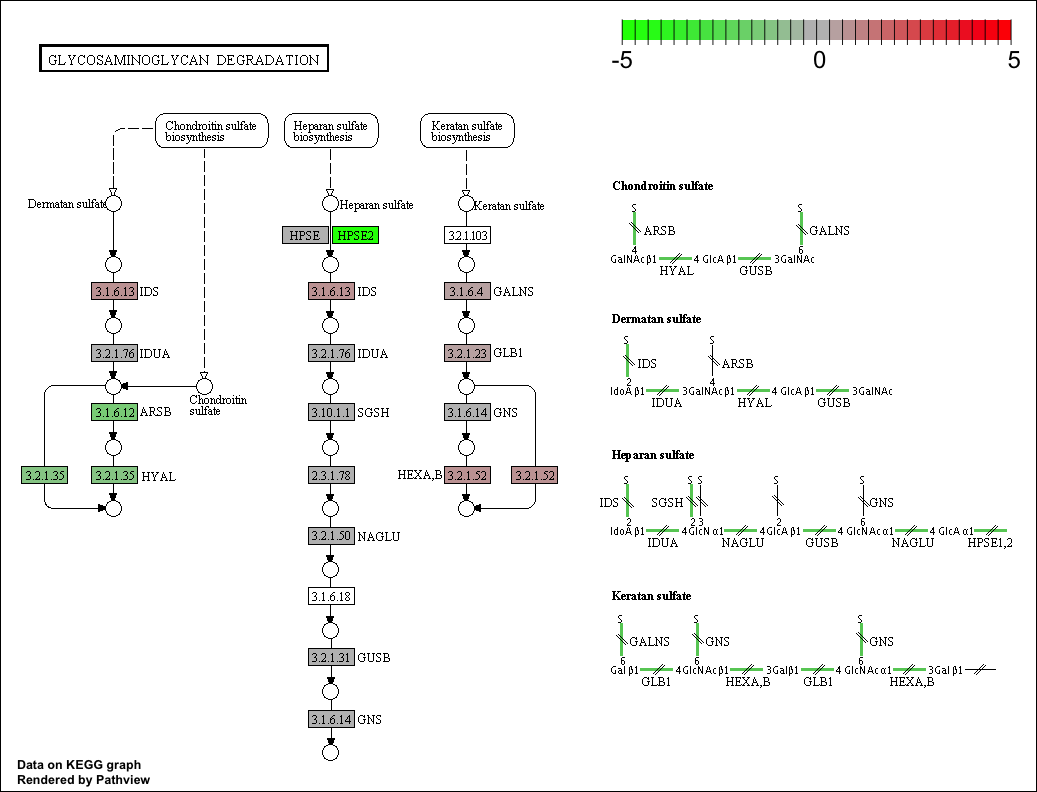 GLYCOSAMINOGLYCAN DEGRADATION
-5
0
5
Chondroitin sulfate
biosynthesis
Heparan sulfate
biosynthesis
Keratan sulfate
biosynthesis
Dermatan sulfate
Heparan sulfate
Keratan sulfate
HPSE
HPSE2
3.2.1.103
3.1.6.13
IDS
3.1.6.13
IDS
3.1.6.4
GALNS
3.2.1.76
IDUA
3.2.1.76
IDUA
3.2.1.23
GLB1
Chondroitin
sulfate
3.1.6.12
ARSB
3.10.1.1
SGSH
3.1.6.14
GNS
3.2.1.35
3.2.1.35
HYAL
2.3.1.78
HEXA,B
3.2.1.52
3.2.1.52
3.2.1.50
NAGLU
3.1.6.18
3.2.1.31
GUSB
3.1.6.14
GNS
Chondroitin sulfate
S
S
ARSB
GALNS
4
6
GalNAc β1
4 GlcA β1
3GalNAc
HYAL
GUSB
Dermatan sulfate
S
S
IDS
ARSB
2
4
IdoA β1
3GalNAc β1
4 GlcA β1
3GalNAc
IDUA
HYAL
GUSB
Heparan sulfate
S
S S
S
S
IDS
SGSH
GNS
2
2 3
2
6
IdoA β1
4GlcN α1
4GlcA β1
4 GlcNAc α1
4 GlcA α1
IDUA
NAGLU
GUSB
NAGLU
HPSE1,2
Keratan sulfate
S
S
S
GALNS
GNS
GNS
6
6
6
Gal β1
4 GlcNAc β1
3Gal β1
4 GlcNAc α1
3Gal β1
GLB1
HEXA,B
GLB1
HEXA,B
Data on KEGG graph
Rendered by Pathview